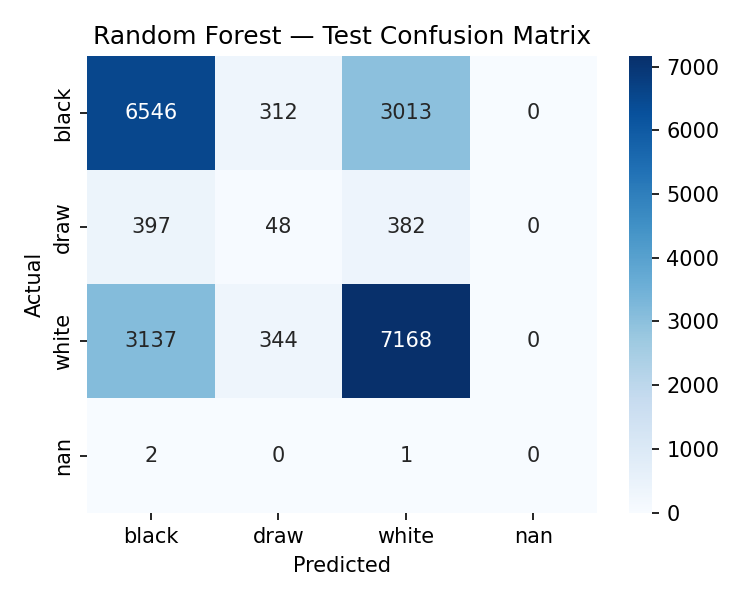 Random Forest — Test Confusion Matrix
Actual
black
6546 312 3013 0
draw
397 48 382 0
white
3137 344 7168 0
nan
2 0 1 0
black draw white nan
Predicted
7000
6000
5000
4000
3000
2000
1000
0